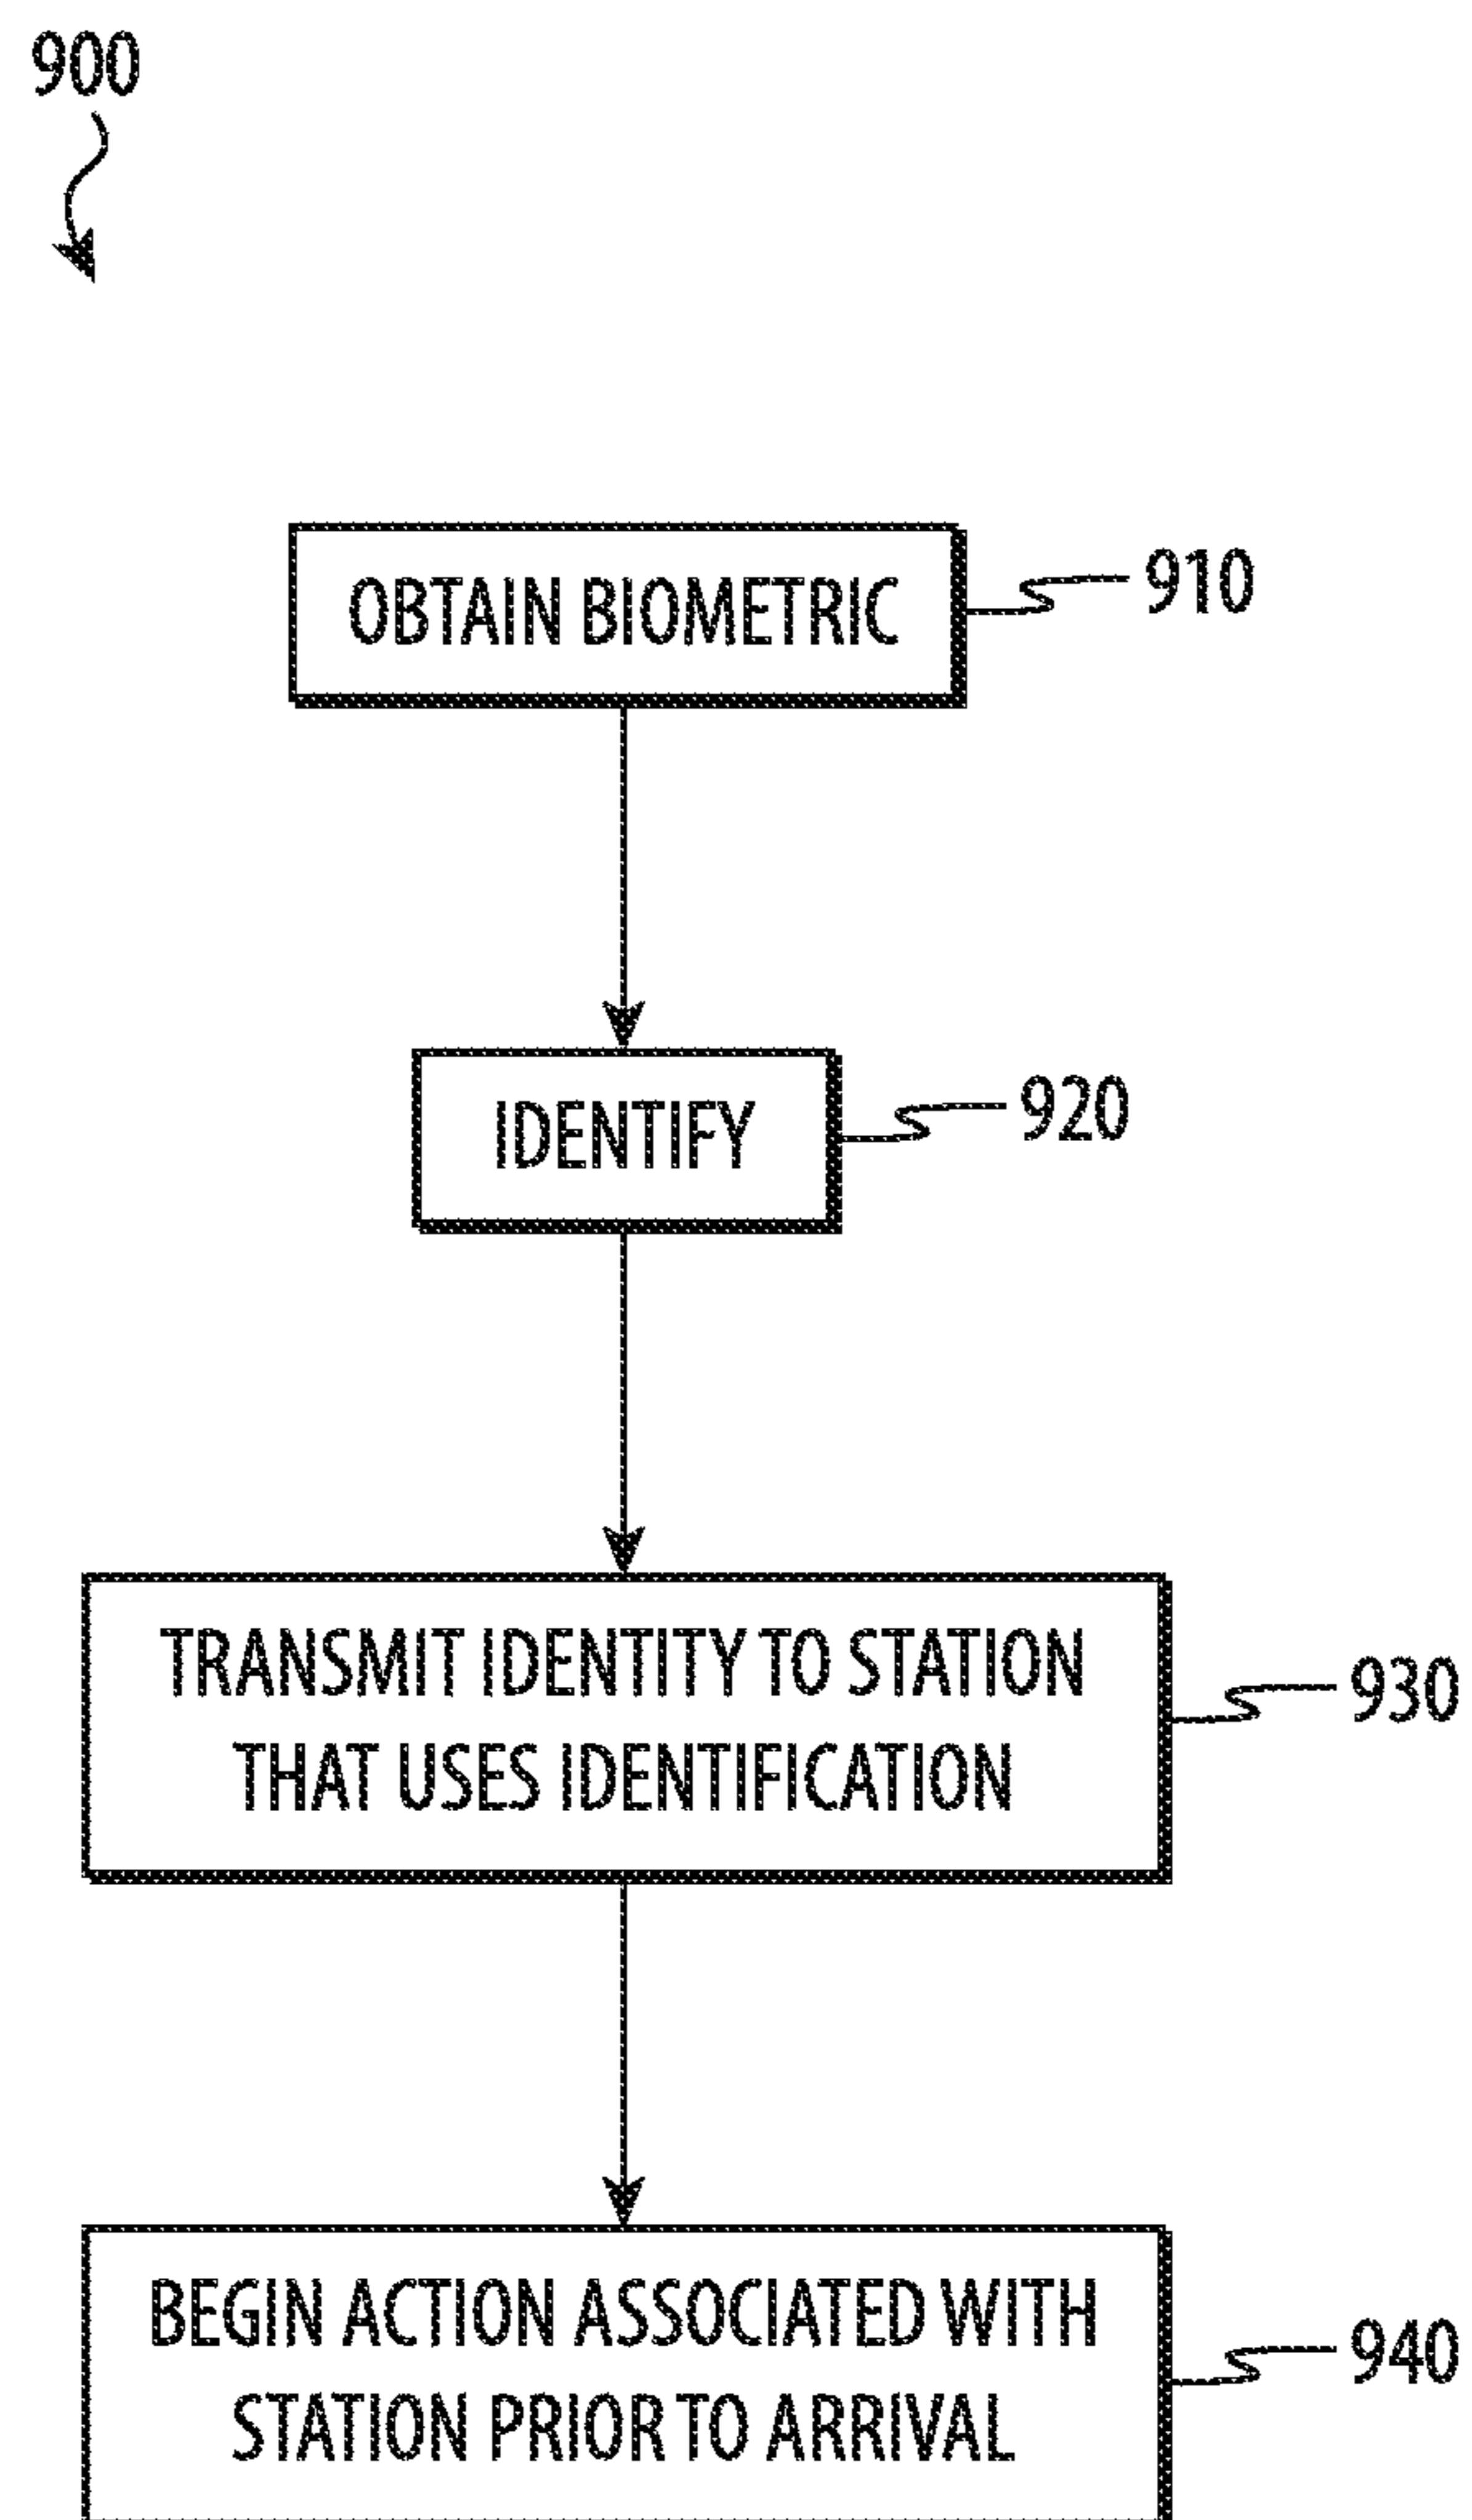 900
OBTAIN BIOMETRIC
910
IDENTIFY
920
TRANSMIT IDENTITY TO STATION
THAT USES IDENTIFICATION
930
BEGIN ACTION ASSOCIATED WITH
STATION PRIOR TO ARRIVAL
940